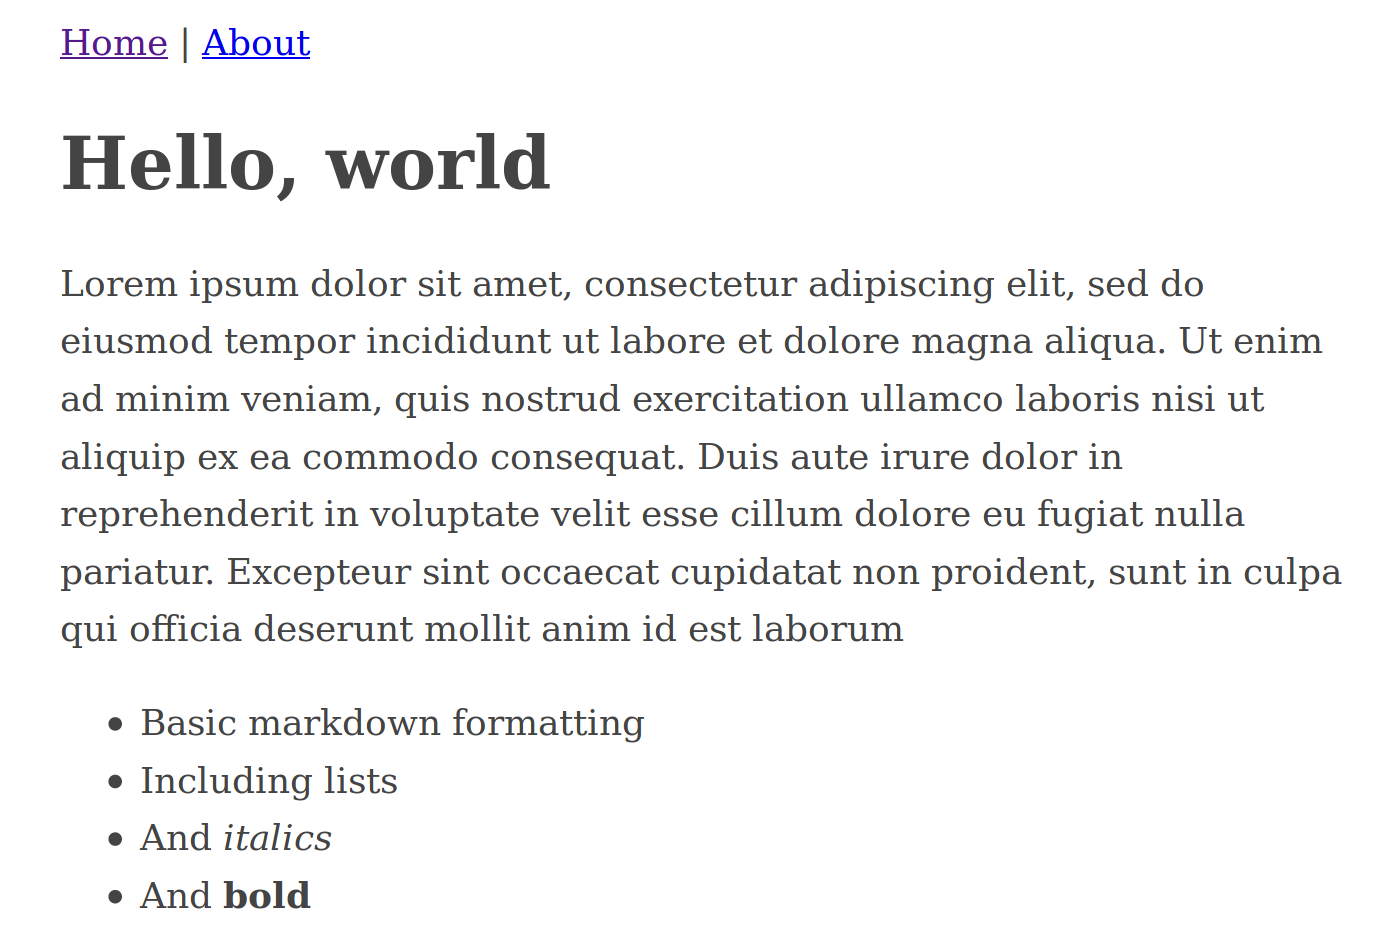 Home | About
Hello, world
Lorem ipsum dolor sit amet, consectetur adipiscing elit, sed do
eiusmod tempor incididunt ut labore et dolore magna aliqua. Ut enim
ad minim veniam, quis nostrud exercitation ullamco laboris nisi ut
aliquip ex ea commodo consequat. Duis aute irure dolor in
reprehenderit in voluptate velit esse cillum dolore eu fugiat nulla
pariatur. Excepteur sint occaecat cupidatat non proident, sunt in culpa
qui officia deserunt mollit anim id est laborum
• Basic markdown formatting
• Including lists
• And italics
• And bold